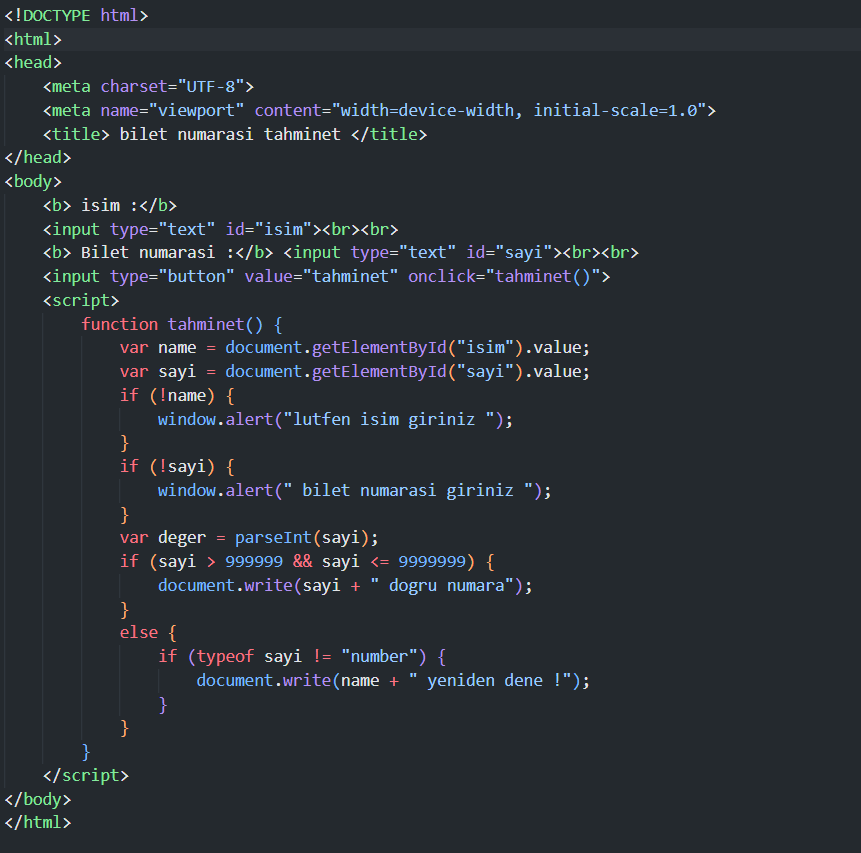 <!DOCTYPE html>
<html>
<head>
    <meta charset="UTF-8">
    <meta name="viewport" content="width=device-width, initial-scale=1.0">
    <title> bilet numarasi tahminet </title>
</head>
<body>
    <b> isim :</b>
    <input type="text" id="isim"><br><br>
    <b> Bilet numarasi :</b> <input type="text" id="sayi"><br><br>
    <input type="button" value="tahminet" onclick="tahminet()">
    <script>
        function tahminet() {
            var name = document.getElementById("isim").value;
            var sayi = document.getElementById("sayi").value;
            if (!name) {
                window.alert("lutfen isim giriniz ");
            }
            if (!sayi) {
                window.alert(" bilet numarasi giriniz ");
            }
            var deger = parseInt(sayi);
            if (sayi > 999999 && sayi <= 9999999) {
                document.write(sayi + " dogru numara");
            }
            else {
                if (typeof sayi != "number") {
                    document.write(name + " yeniden dene !");
                }
            }
        }
    </script>
</body>
</html>